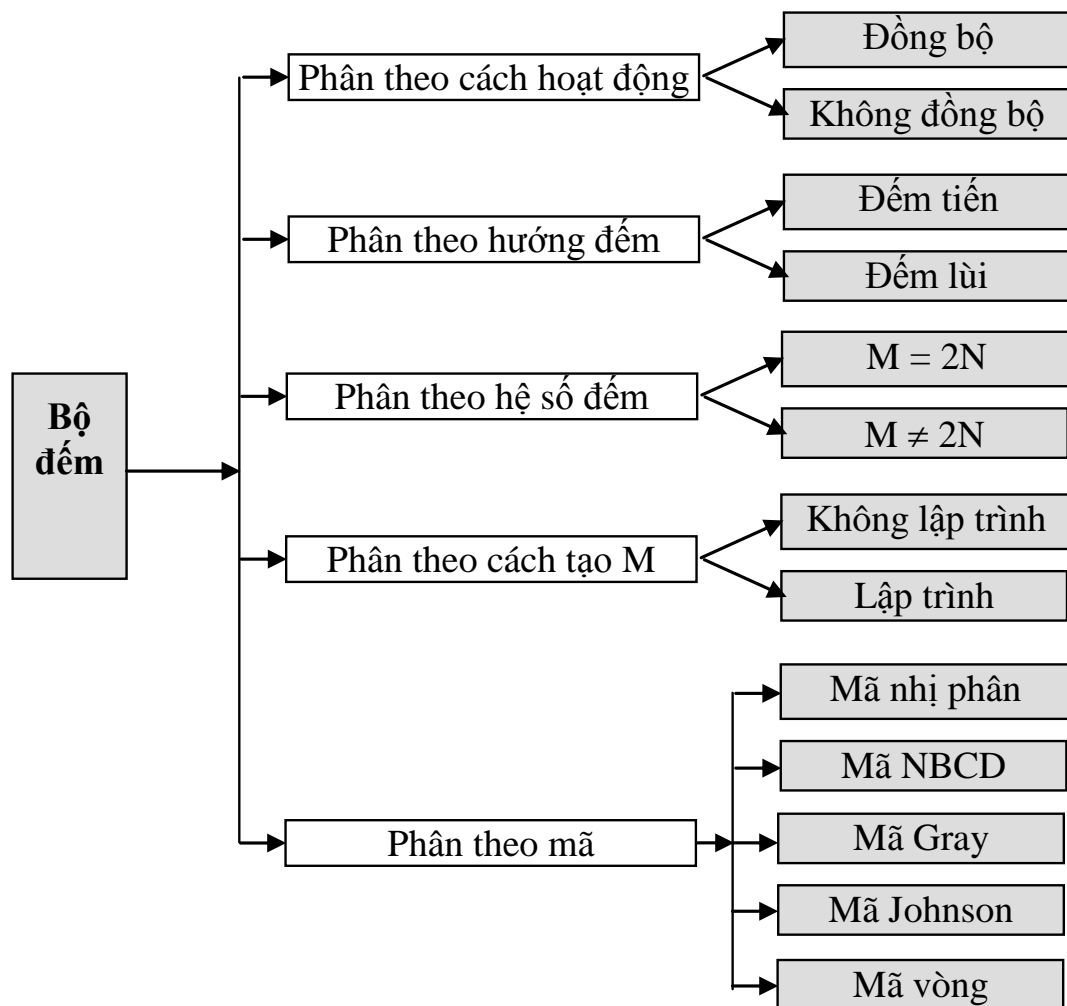 Bộ
đếm
Phân theo cách hoạt động
Đồng bộ
Không đồng bộ
Phân theo hướng đếm
Đếm tiến
Đếm lùi
Phân theo hệ số đếm
M = 2N
M ≠ 2N
Phân theo cách tạo M
Không lập trình
Lập trình
Phân theo mã
Mã nhị phân
Mã NBCD
Mã Gray
Mã Johnson
Mã vòng